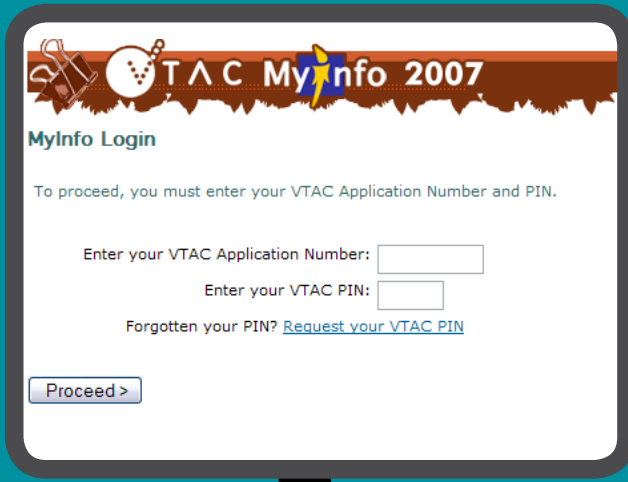 VTAC MyInfo 2007
MyInfo Login
To proceed, you must enter your VTAC Application Number and PIN.
Enter your VTAC Application Number:
Enter your VTAC PIN:
Forgotten your PIN? Request your VTAC PIN
Proceed >